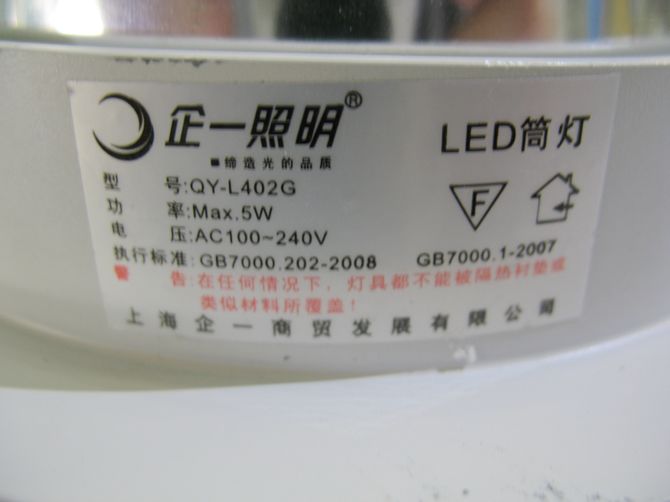 企一照明®
LED筒灯
■缔造光的品质
型 号:QY-L402G
F
功 率:Max.5W
电 压:AC100~240V
执行标准:GB7000.202-2008 GB7000.1-2007
警 告:在任何情况下,灯具都不能被隔热衬垫或
类似材料所覆盖!
上海企一商贸发展有限公司